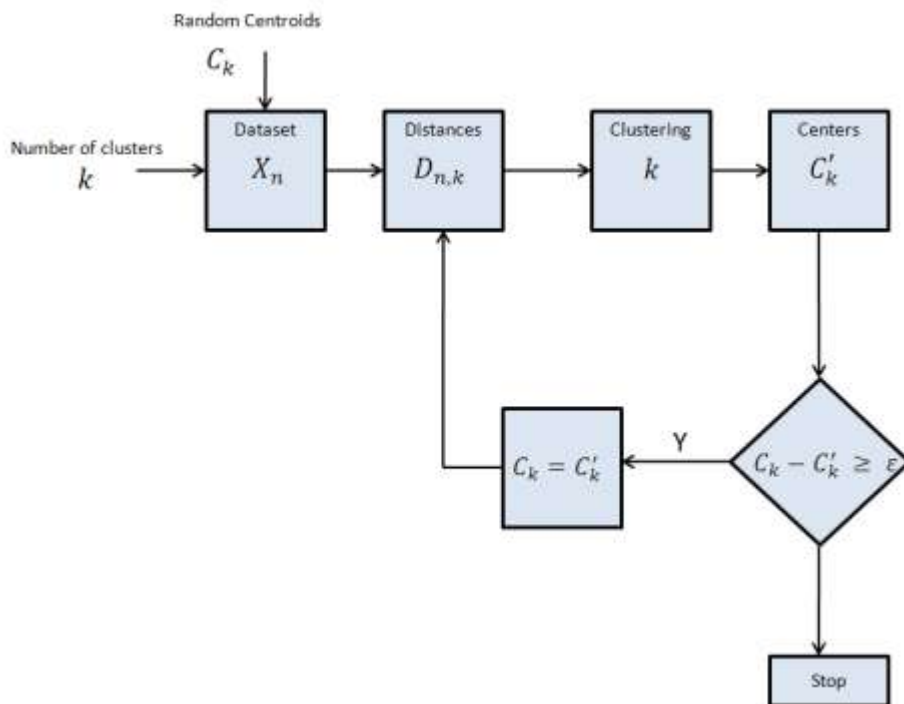 Random Centroids
C_k
Number of clusters
k
Dataset
X_n
Distances
D_{n,k}
Clustering
k
Centers
C'_k
C_k = C'_k
Y
C_k − C'_k ≥ ε
Stop